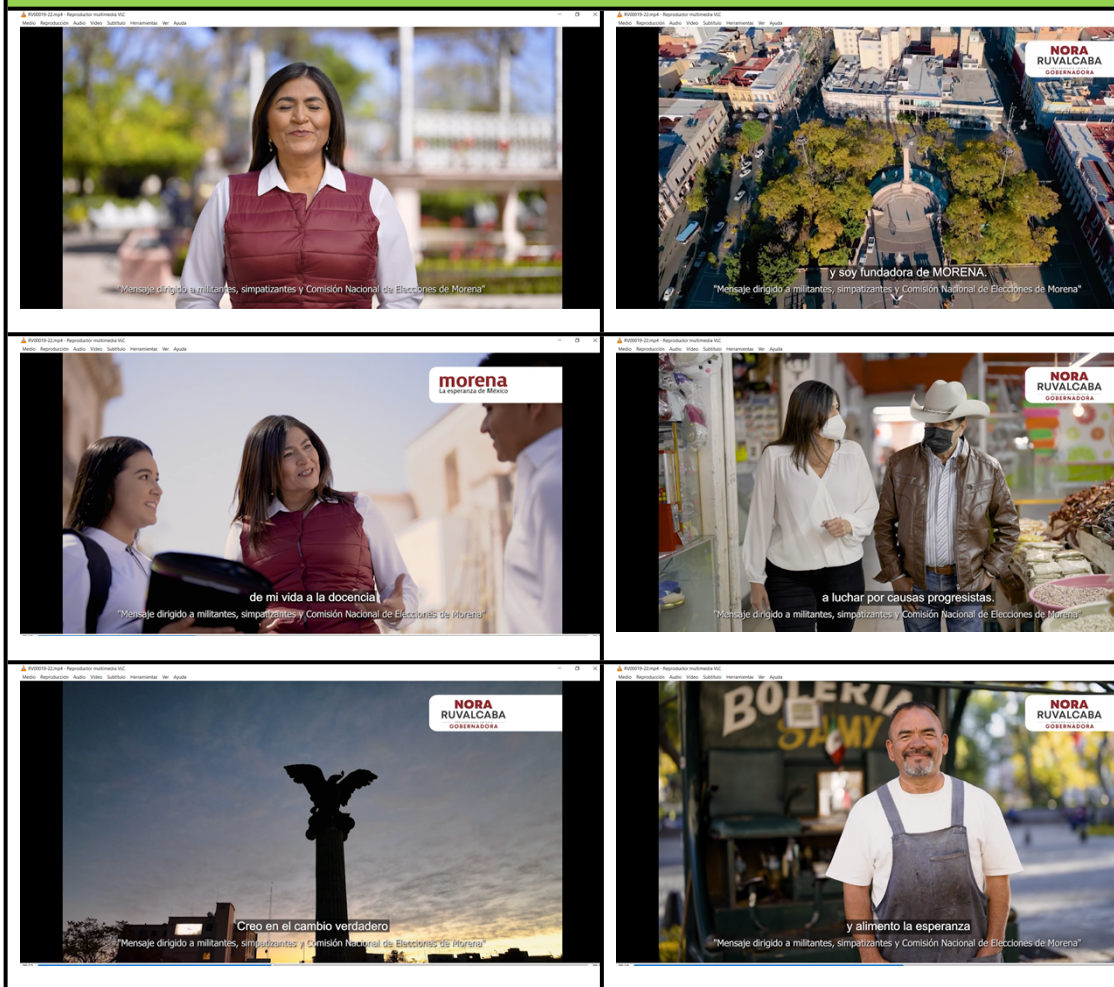 RV00019-22.mp4 - Reproductor multimedia VLC
Medio Reproducción Audio Vídeo Subtítulo Herramientas Ver Ayuda
"Mensaje dirigido a militantes, simpatizantes y Comisión Nacional de Elecciones de Morena"
RV00019-22.mp4 - Reproductor multimedia VLC
Medio Reproducción Audio Vídeo Subtítulo Herramientas Ver Ayuda
NORA
RUVALCABA
GOBERNADORA
y soy fundadora de MORENA.
"Mensaje dirigido a militantes, simpatizantes y Comisión Nacional de Elecciones de Morena"
RV00019-22.mp4 - Reproductor multimedia VLC
Medio Reproducción Audio Vídeo Subtítulo Herramientas Ver Ayuda
morena
La esperanza de México
de mi vida a la docencia
"Mensaje dirigido a militantes, simpatizantes y Comisión Nacional de Elecciones de Morena"
RV00019-22.mp4 - Reproductor multimedia VLC
Medio Reproducción Audio Vídeo Subtítulo Herramientas Ver Ayuda
NORA
RUVALCABA
GOBERNADORA
a luchar por causas progresistas.
"Mensaje dirigido a militantes, simpatizantes y Comisión Nacional de Elecciones de Morena"
RV00019-22.mp4 - Reproductor multimedia VLC
Medio Reproducción Audio Vídeo Subtítulo Herramientas Ver Ayuda
NORA
RUVALCABA
GOBERNADORA
Creo en el cambio verdadero
"Mensaje dirigido a militantes, simpatizantes y Comisión Nacional de Elecciones de Morena"
RV00019-22.mp4 - Reproductor multimedia VLC
Medio Reproducción Audio Vídeo Subtítulo Herramientas Ver Ayuda
BOLERIA
SAMY
NORA
RUVALCABA
GOBERNADORA
y alimento la esperanza
"Mensaje dirigido a militantes, simpatizantes y Comisión Nacional de Elecciones de Morena"